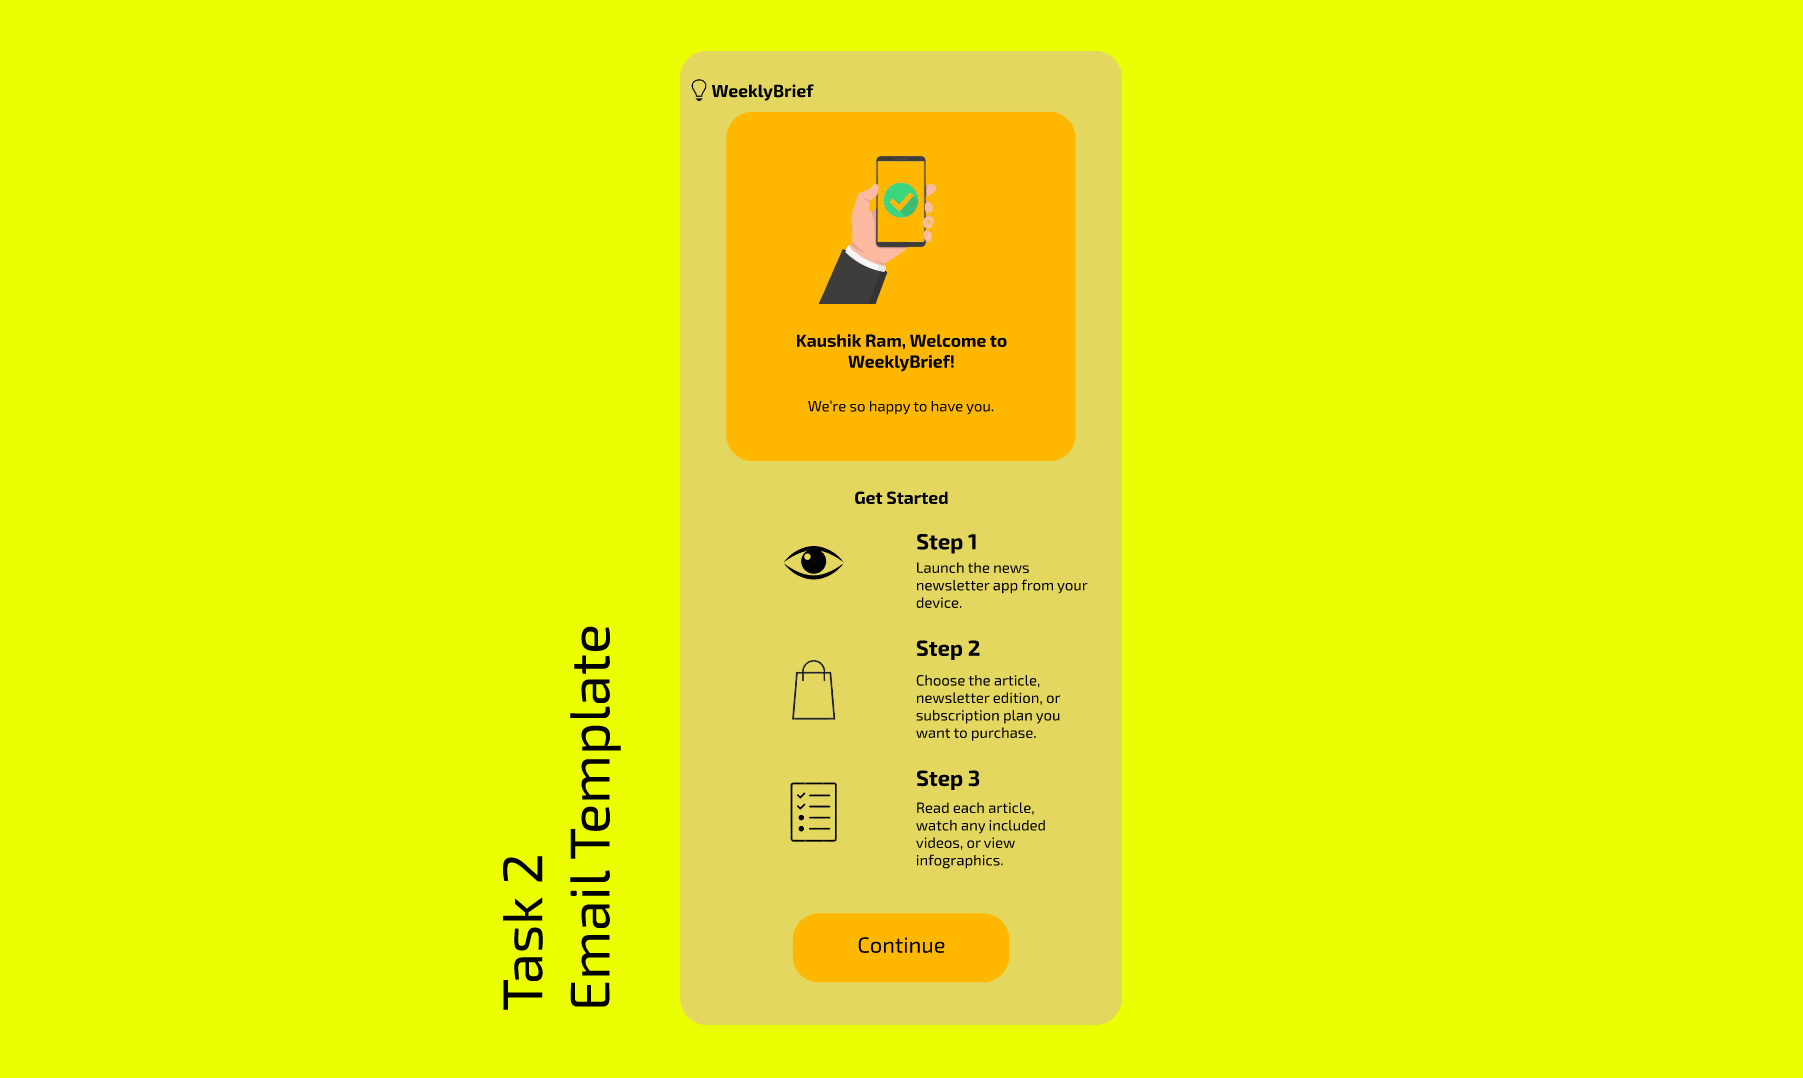 WeeklyBrief
Kaushik Ram, Welcome to
WeeklyBrief!
We're so happy to have you.
Get Started
Step 1
Launch the news
newsletter app from your
device.
Step 2
Choose the article,
newsletter edition, or
subscription plan you
want to purchase.
Step 3
Read each article,
watch any included
videos, or view
infographics.
Continue
Task 2
Email Template